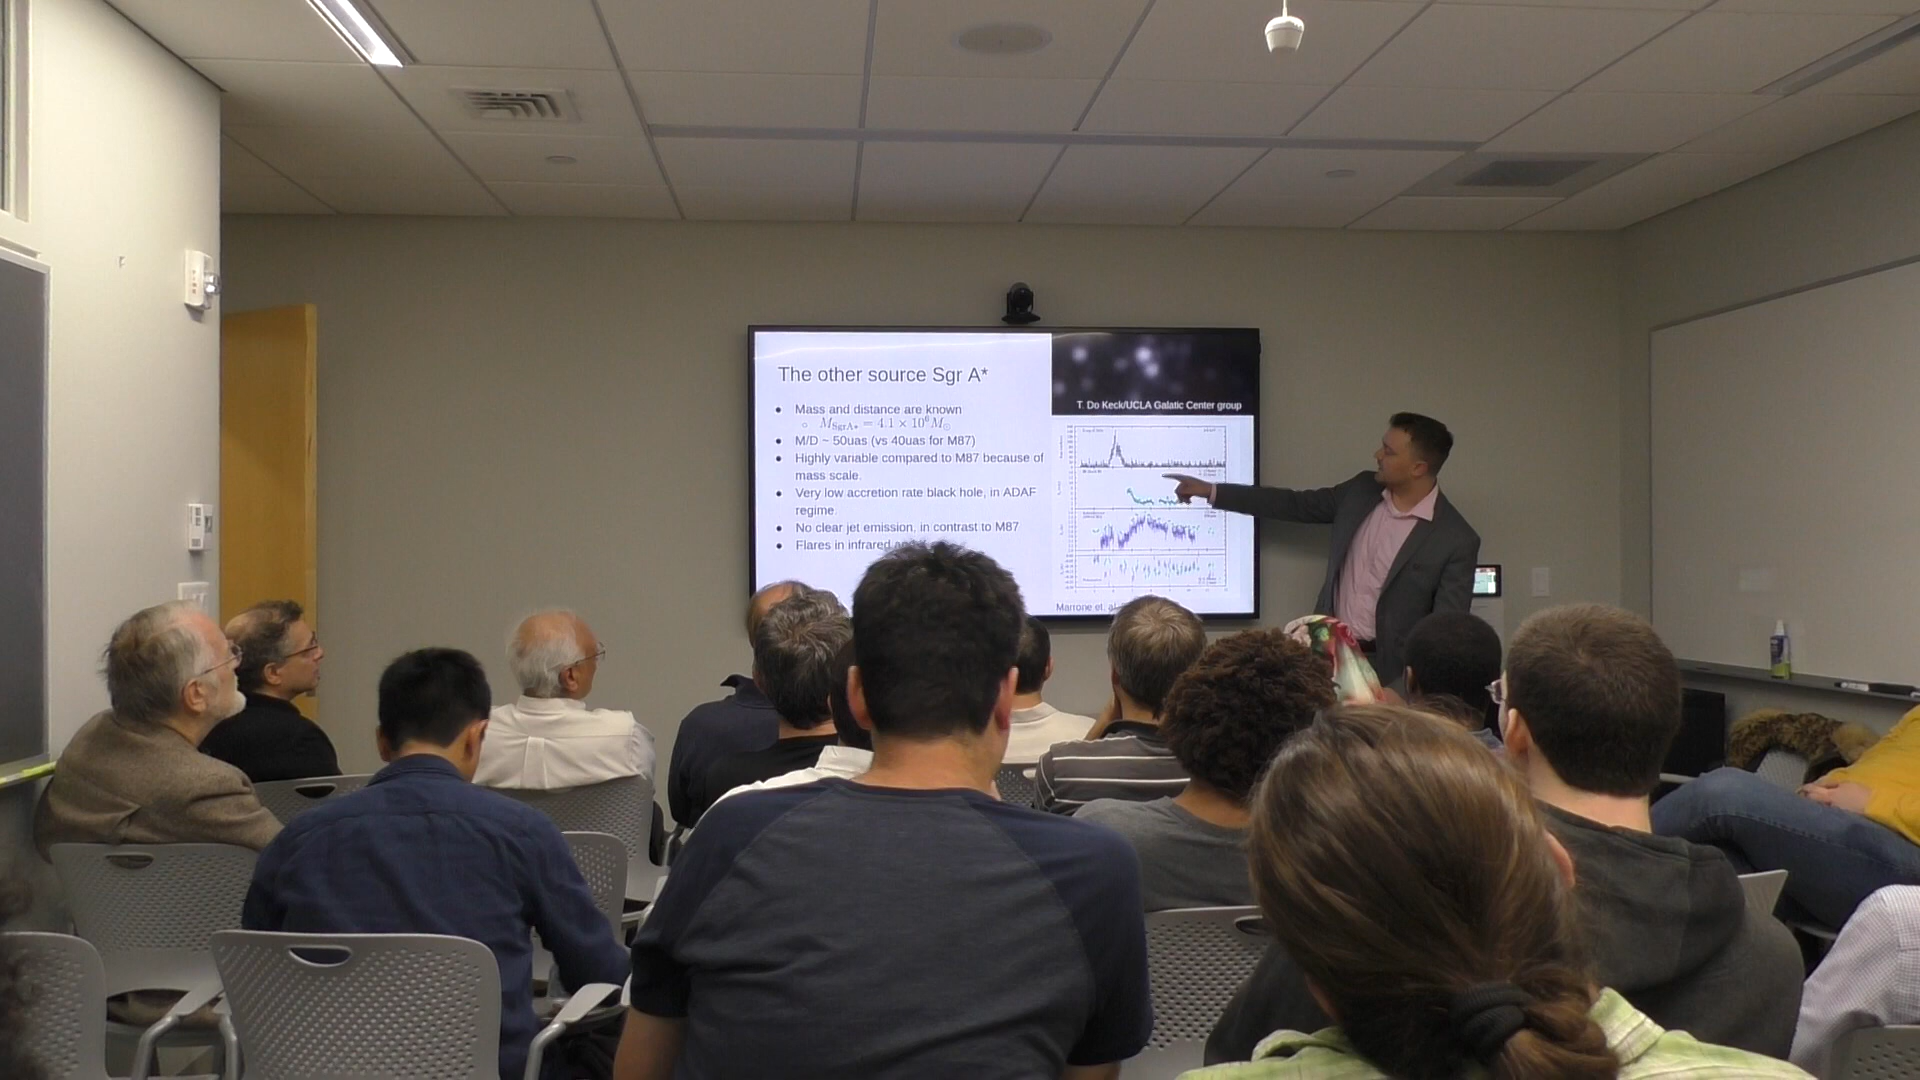 The other source Sgr A*
T. Do Keck/UCLA Galatic Center group
● Mass and distance are known
○ M_SgrA* = 4.1 × 10⁶ M_⊙
● M/D ~ 50uas (vs 40uas for M87)
● Highly variable compared to M87 because of
mass scale.
● Very low accretion rate black hole, in ADAF
regime.
● No clear jet emission, in contrast to M87
● Flares in infrared
Marrone et. al